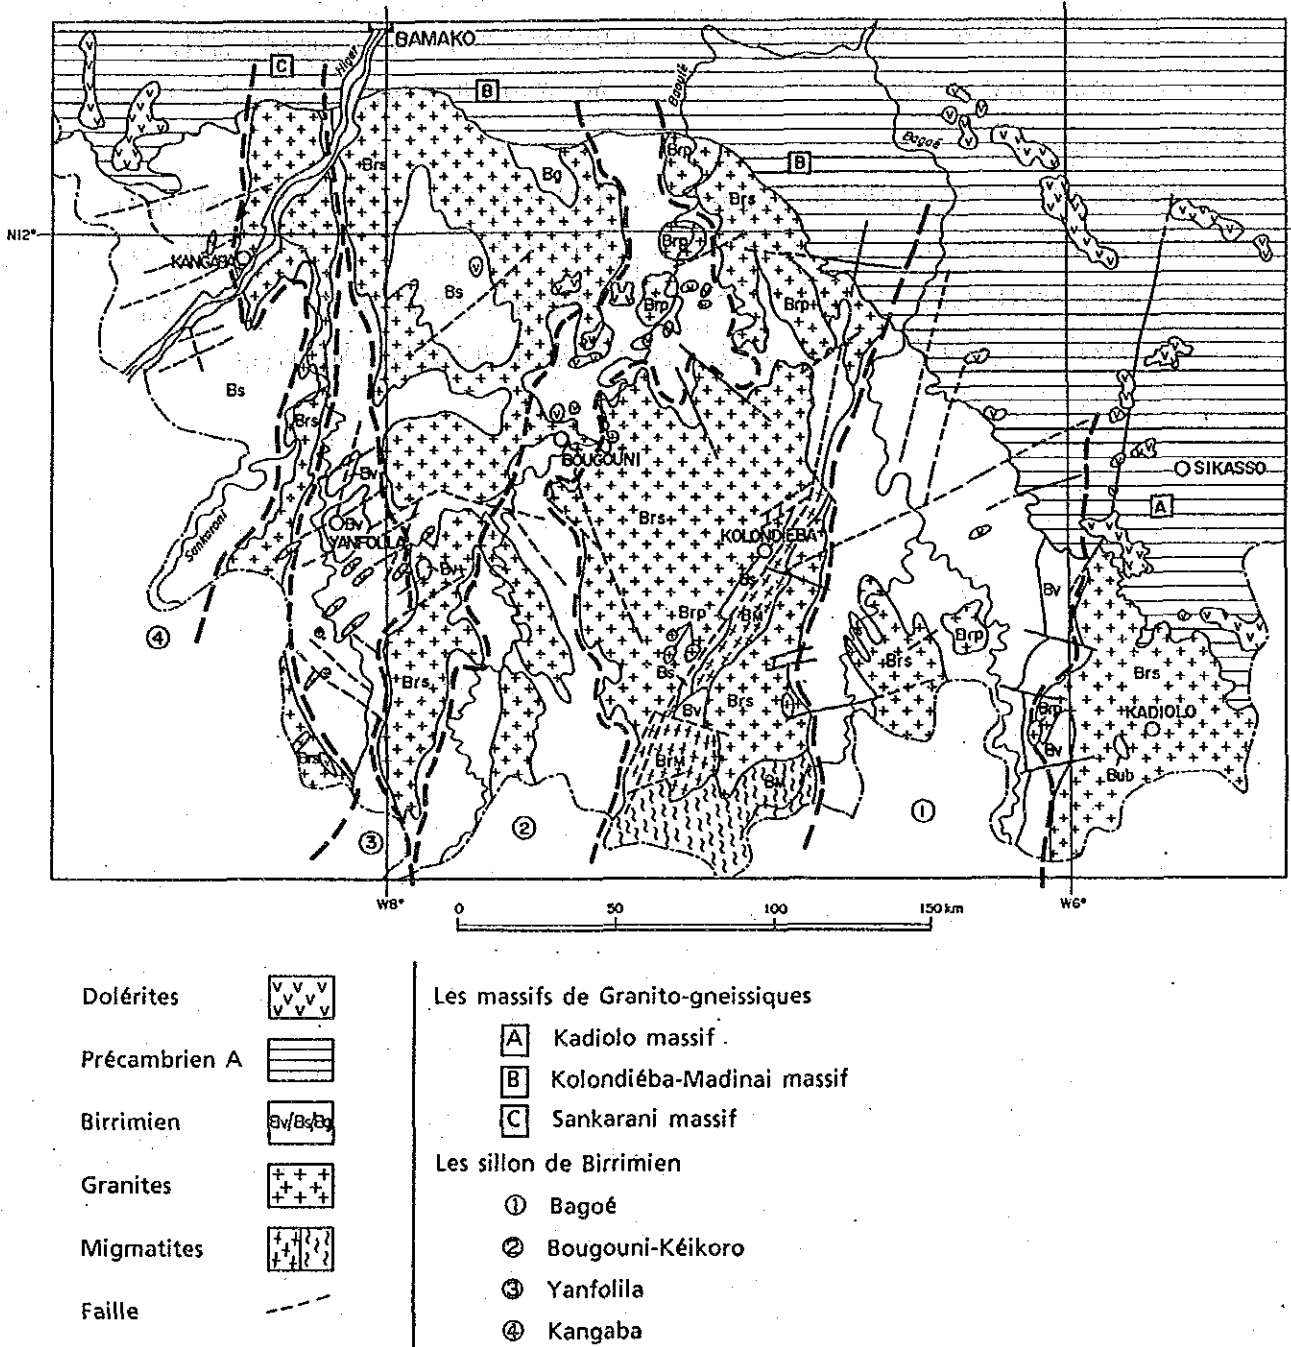 BAMAKO
Niger
C
B
Baoulé
Bagoé
B
Brs
Bg
Brp
Brs
N12°
KANGABA
Brp
Bs
Brp
Brp
Bs
Brs
Bv
BOUGOUNI
SIKASSO
A
Sankarani
Bv
YANFOLILA
Brs
KOLONDIEBA
Bv
Bs
Bv
Brp
BM
Brp
4
Bs
Brs
Brs
Brs
Brs
Bv
Brp
KADIOLO
Brs
Bv
BrM
BM
Bub
3
2
1
W8°
W6°
0 50 100 150 km
Dolérites
Précambrien A
Birrimien Bv/Bs/Bg
Granites
Migmatites
Faille
Les massifs de Granito-gneissiques
A Kadiolo massif
B Kolondiéba-Madinai massif
C Sankarani massif
Les sillon de Birrimien
① Bagoé
② Bougouni-Kéikoro
③ Yanfolila
④ Kangaba